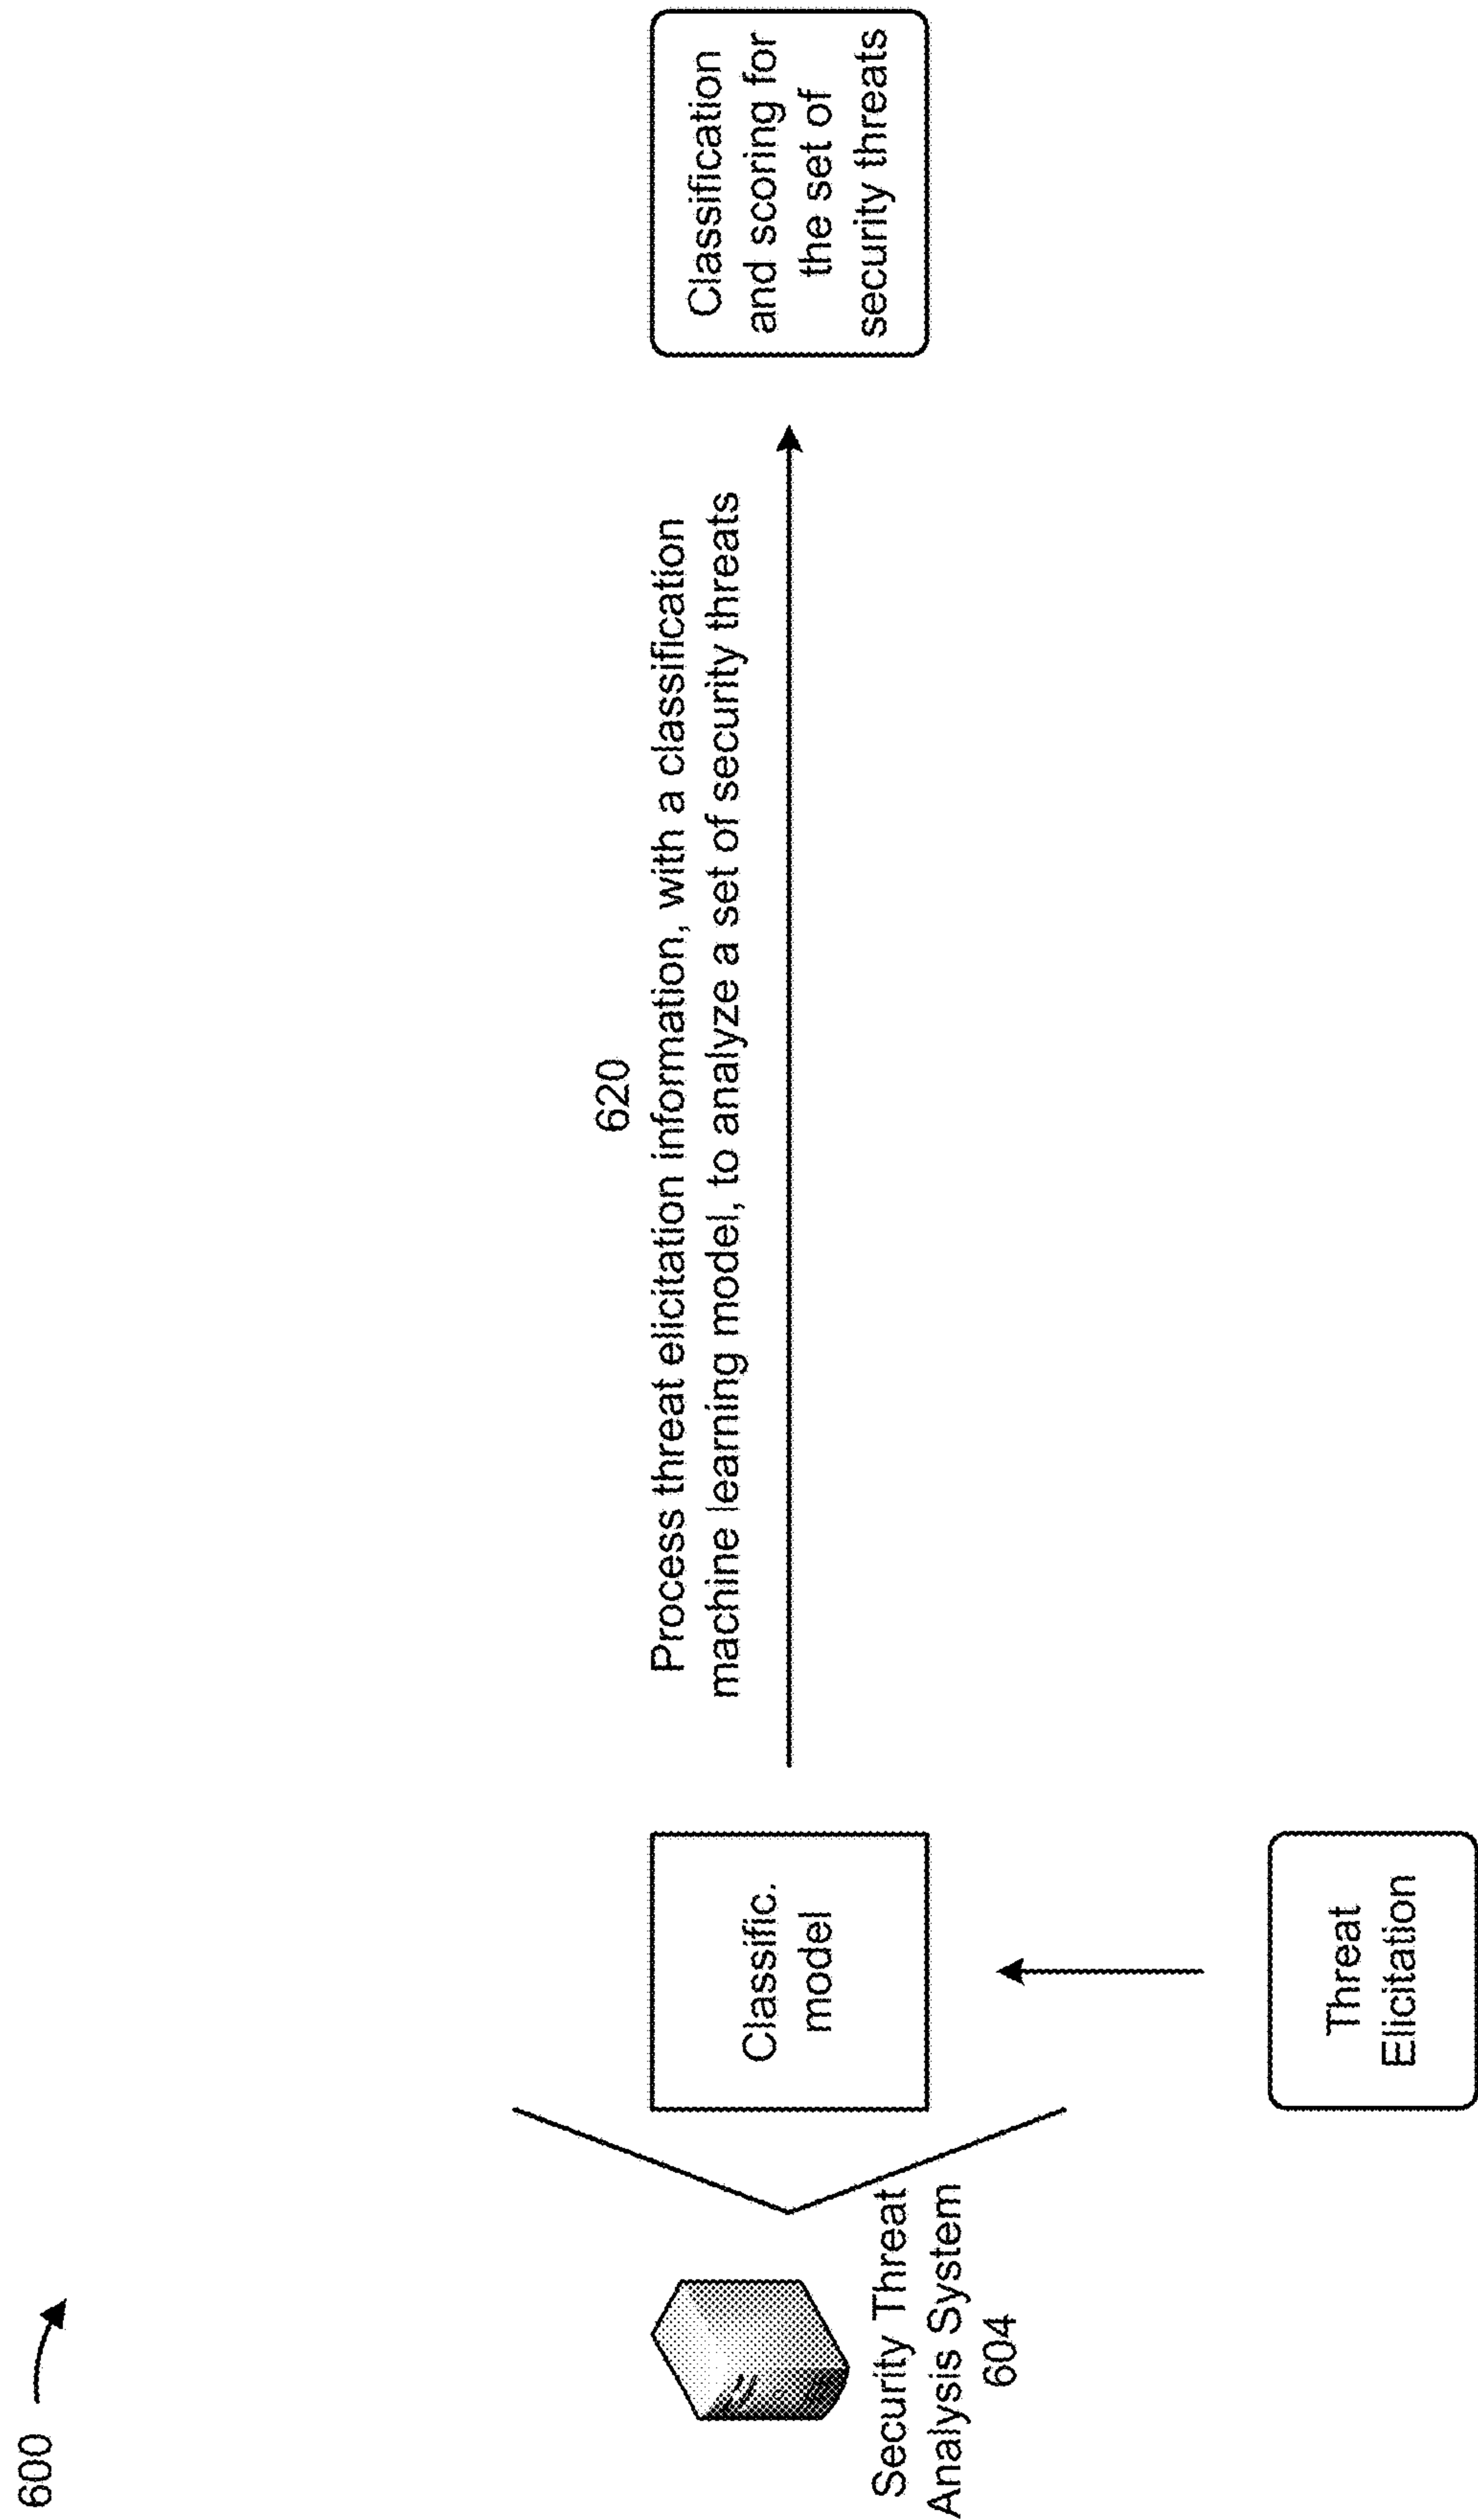 600
620
Process threat elicitation information, with a classification
machine learning model, to analyze a set of security threats
Classific.
model
Classification
and scoring for
the set of
security threats
Security Threat
Analysis System
604
Threat
Elicitation